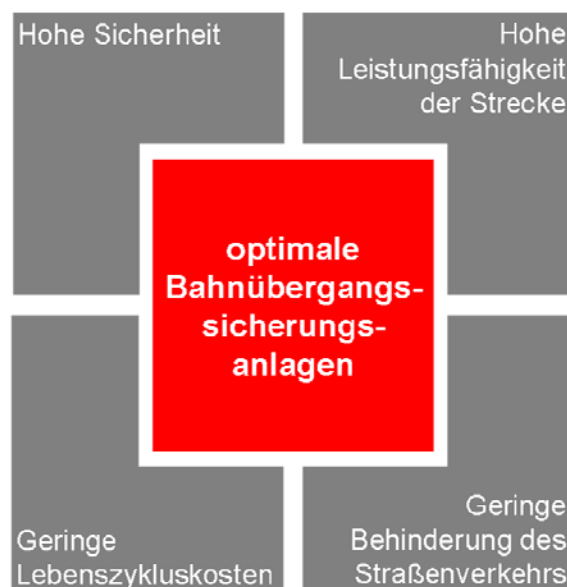 Hohe Sicherheit
Hohe
Leistungsfähigkeit
der Strecke
optimale
Bahnübergangs-
sicherungs-
anlagen
Geringe
Lebenszykluskosten
Geringe
Behinderung des
Straßenverkehrs